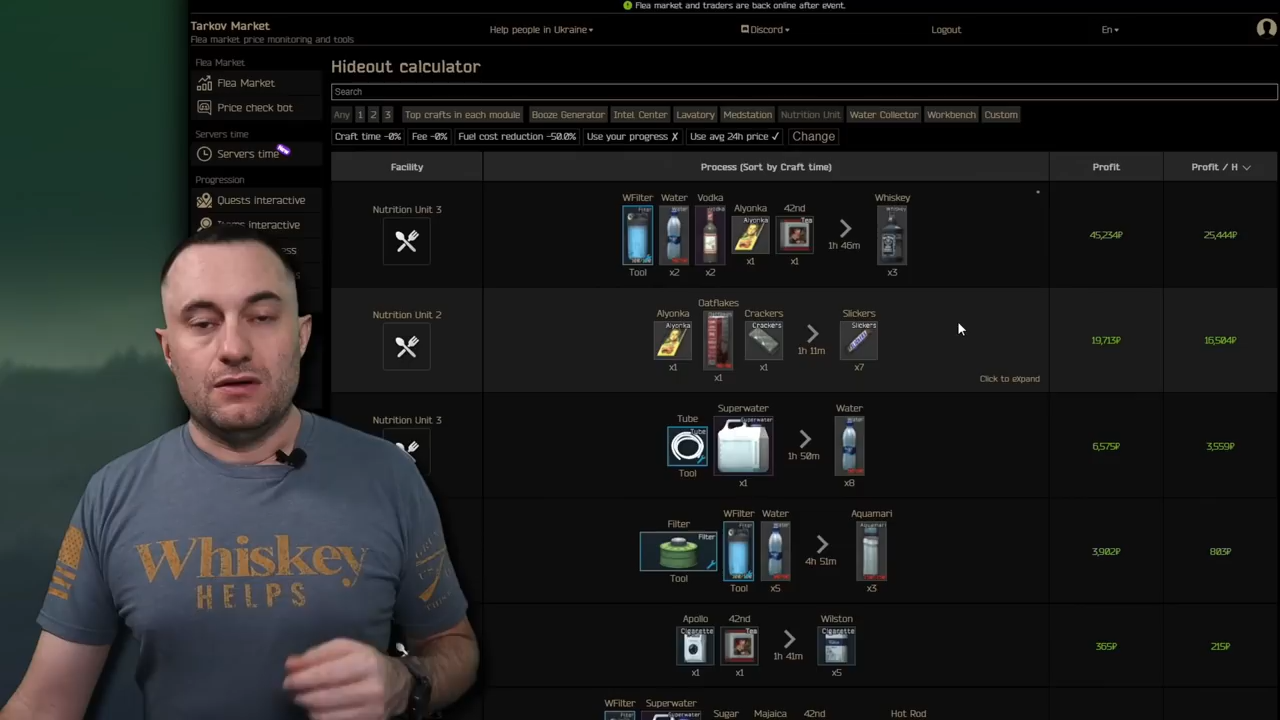 Flea market and traders are back online after event.
Tarkov Market
Flea market price monitoring and tools
Help people in Ukraine
Discord
Logout
En
Flea Market
Flea Market
Price check bot
Servers time
Servers time
Progression
Quests interactive
Items interactive
Hideout calculator
Search
Any 1 2 3 Top crafts in each module Booze Generator Intel Center Lavatory Medstation Nutrition Unit Water Collector Workbench Custom
Craft time -0% Fee -0% Fuel cost reduction -50.0% Use your progress ✗ Use avg 24h price ✓ Change
Facility Process (Sort by Craft time) Profit Profit / H
Nutrition Unit 3
WFilter Water Vodka Alyonka 42nd Whiskey
Tool x2 x2 x1 x1 1h 46m x3
45,234₽ 25,444₽
Nutrition Unit 2
Alyonka Oatflakes Crackers Slickers
x1 x1 x1 1h 11m x7
Click to expand
19,713₽ 16,504₽
Nutrition Unit 3
Tube Superwater Water
Tool x1 1h 50m x8
6,575₽ 3,559₽
Filter WFilter Water Aquamari
Tool Tool x5 4h 51m x3
3,902₽ 803₽
Apollo 42nd Wilston
x1 x1 1h 41m x5
365₽ 215₽
WFilter Superwater Sugar Majaica 42nd Hot Rod
Whiskey
HELPS